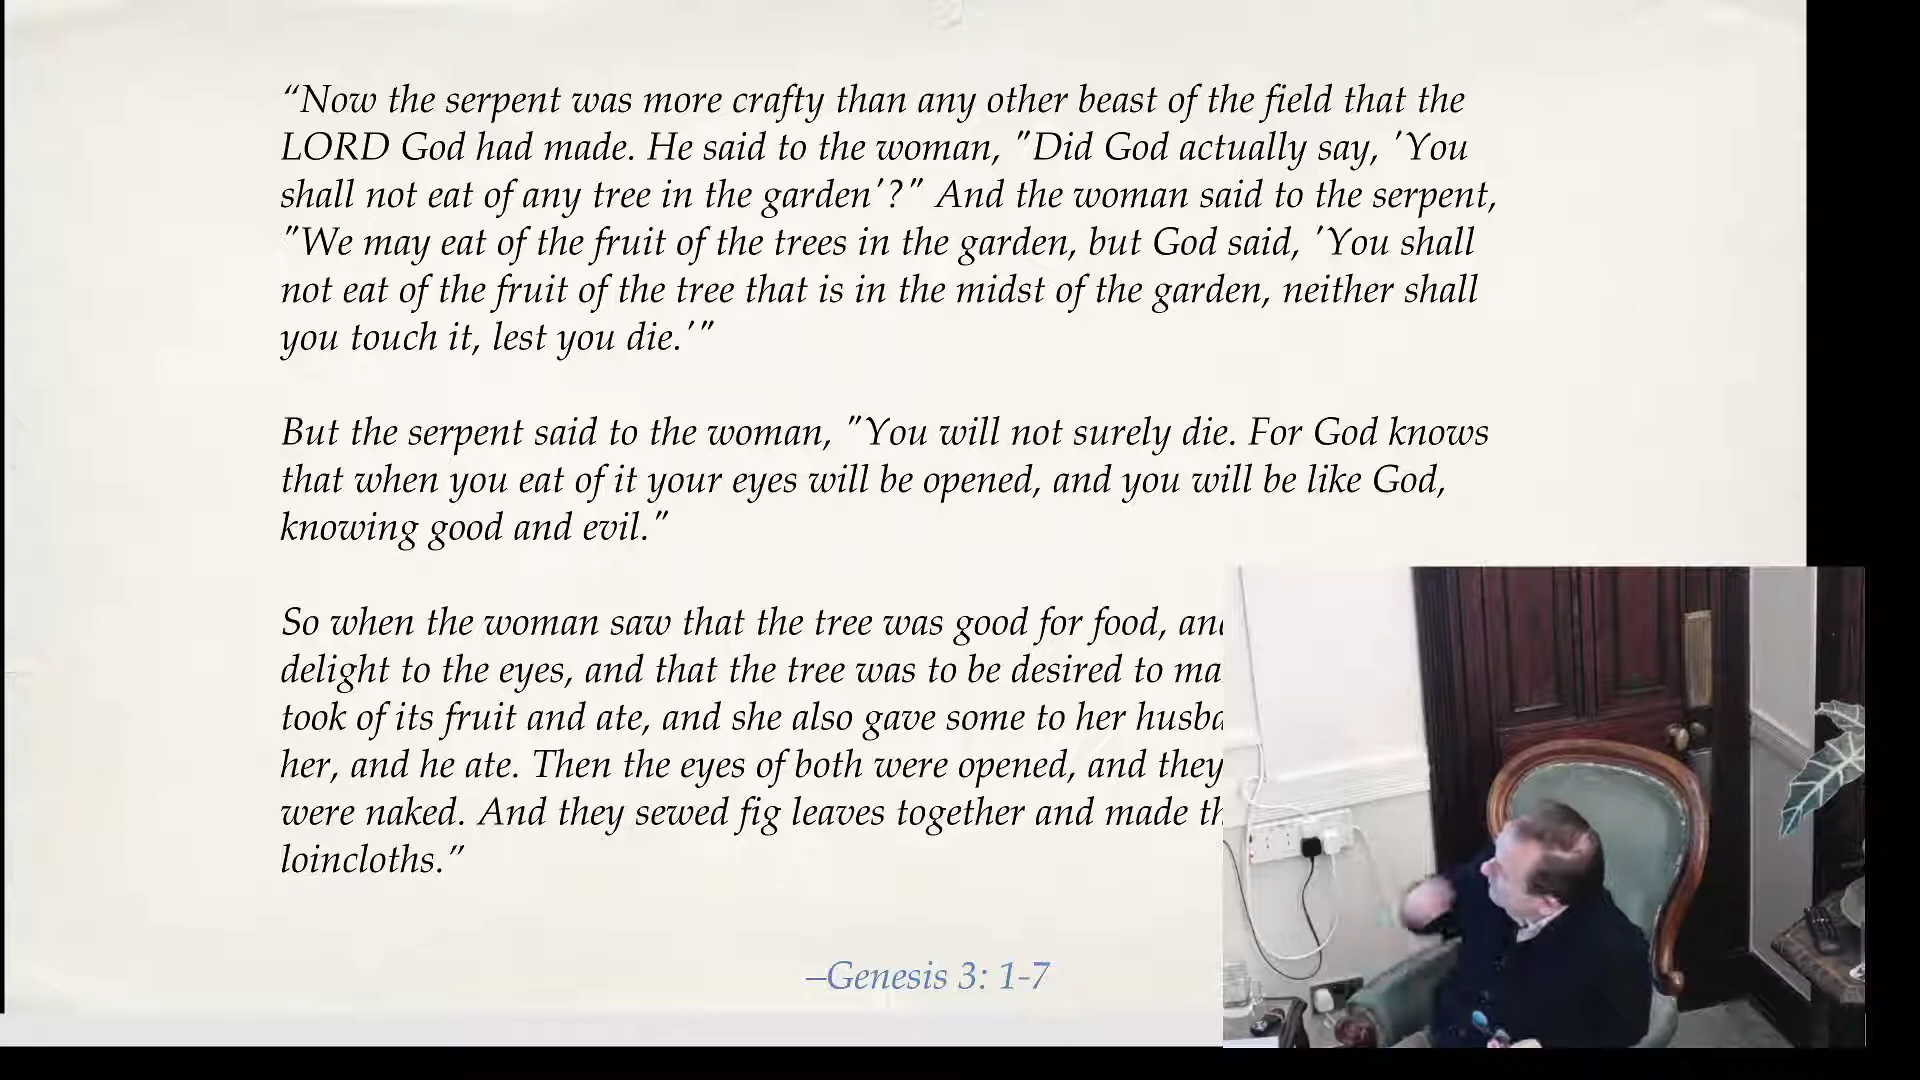 “Now the serpent was more crafty than any other beast of the field that the
LORD God had made. He said to the woman, "Did God actually say, 'You
shall not eat of any tree in the garden'?" And the woman said to the serpent,
"We may eat of the fruit of the trees in the garden, but God said, 'You shall
not eat of the fruit of the tree that is in the midst of the garden, neither shall
you touch it, lest you die.'"
But the serpent said to the woman, "You will not surely die. For God knows
that when you eat of it your eyes will be opened, and you will be like God,
knowing good and evil."
So when the woman saw that the tree was good for food,
delight to the eyes, and that the tree was to be desired to
took of its fruit and ate, and she also gave some to her
her, and he ate. Then the eyes of both were opened, and they
were naked. And they sewed fig leaves together and made
loincloths.”
–Genesis 3: 1-7